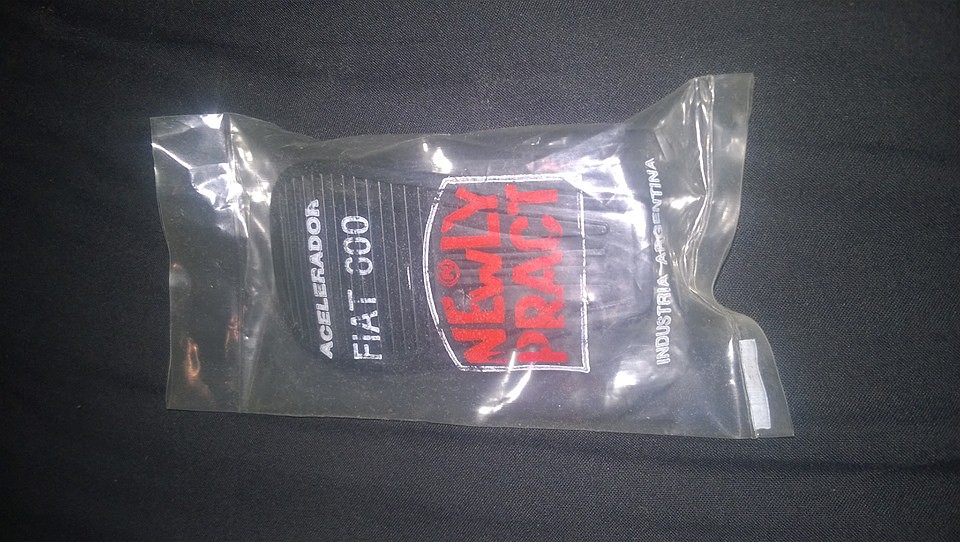 ACELERADOR
FIAT 600
NEWLY
PRACT
INDUSTRIA ARGENTINA